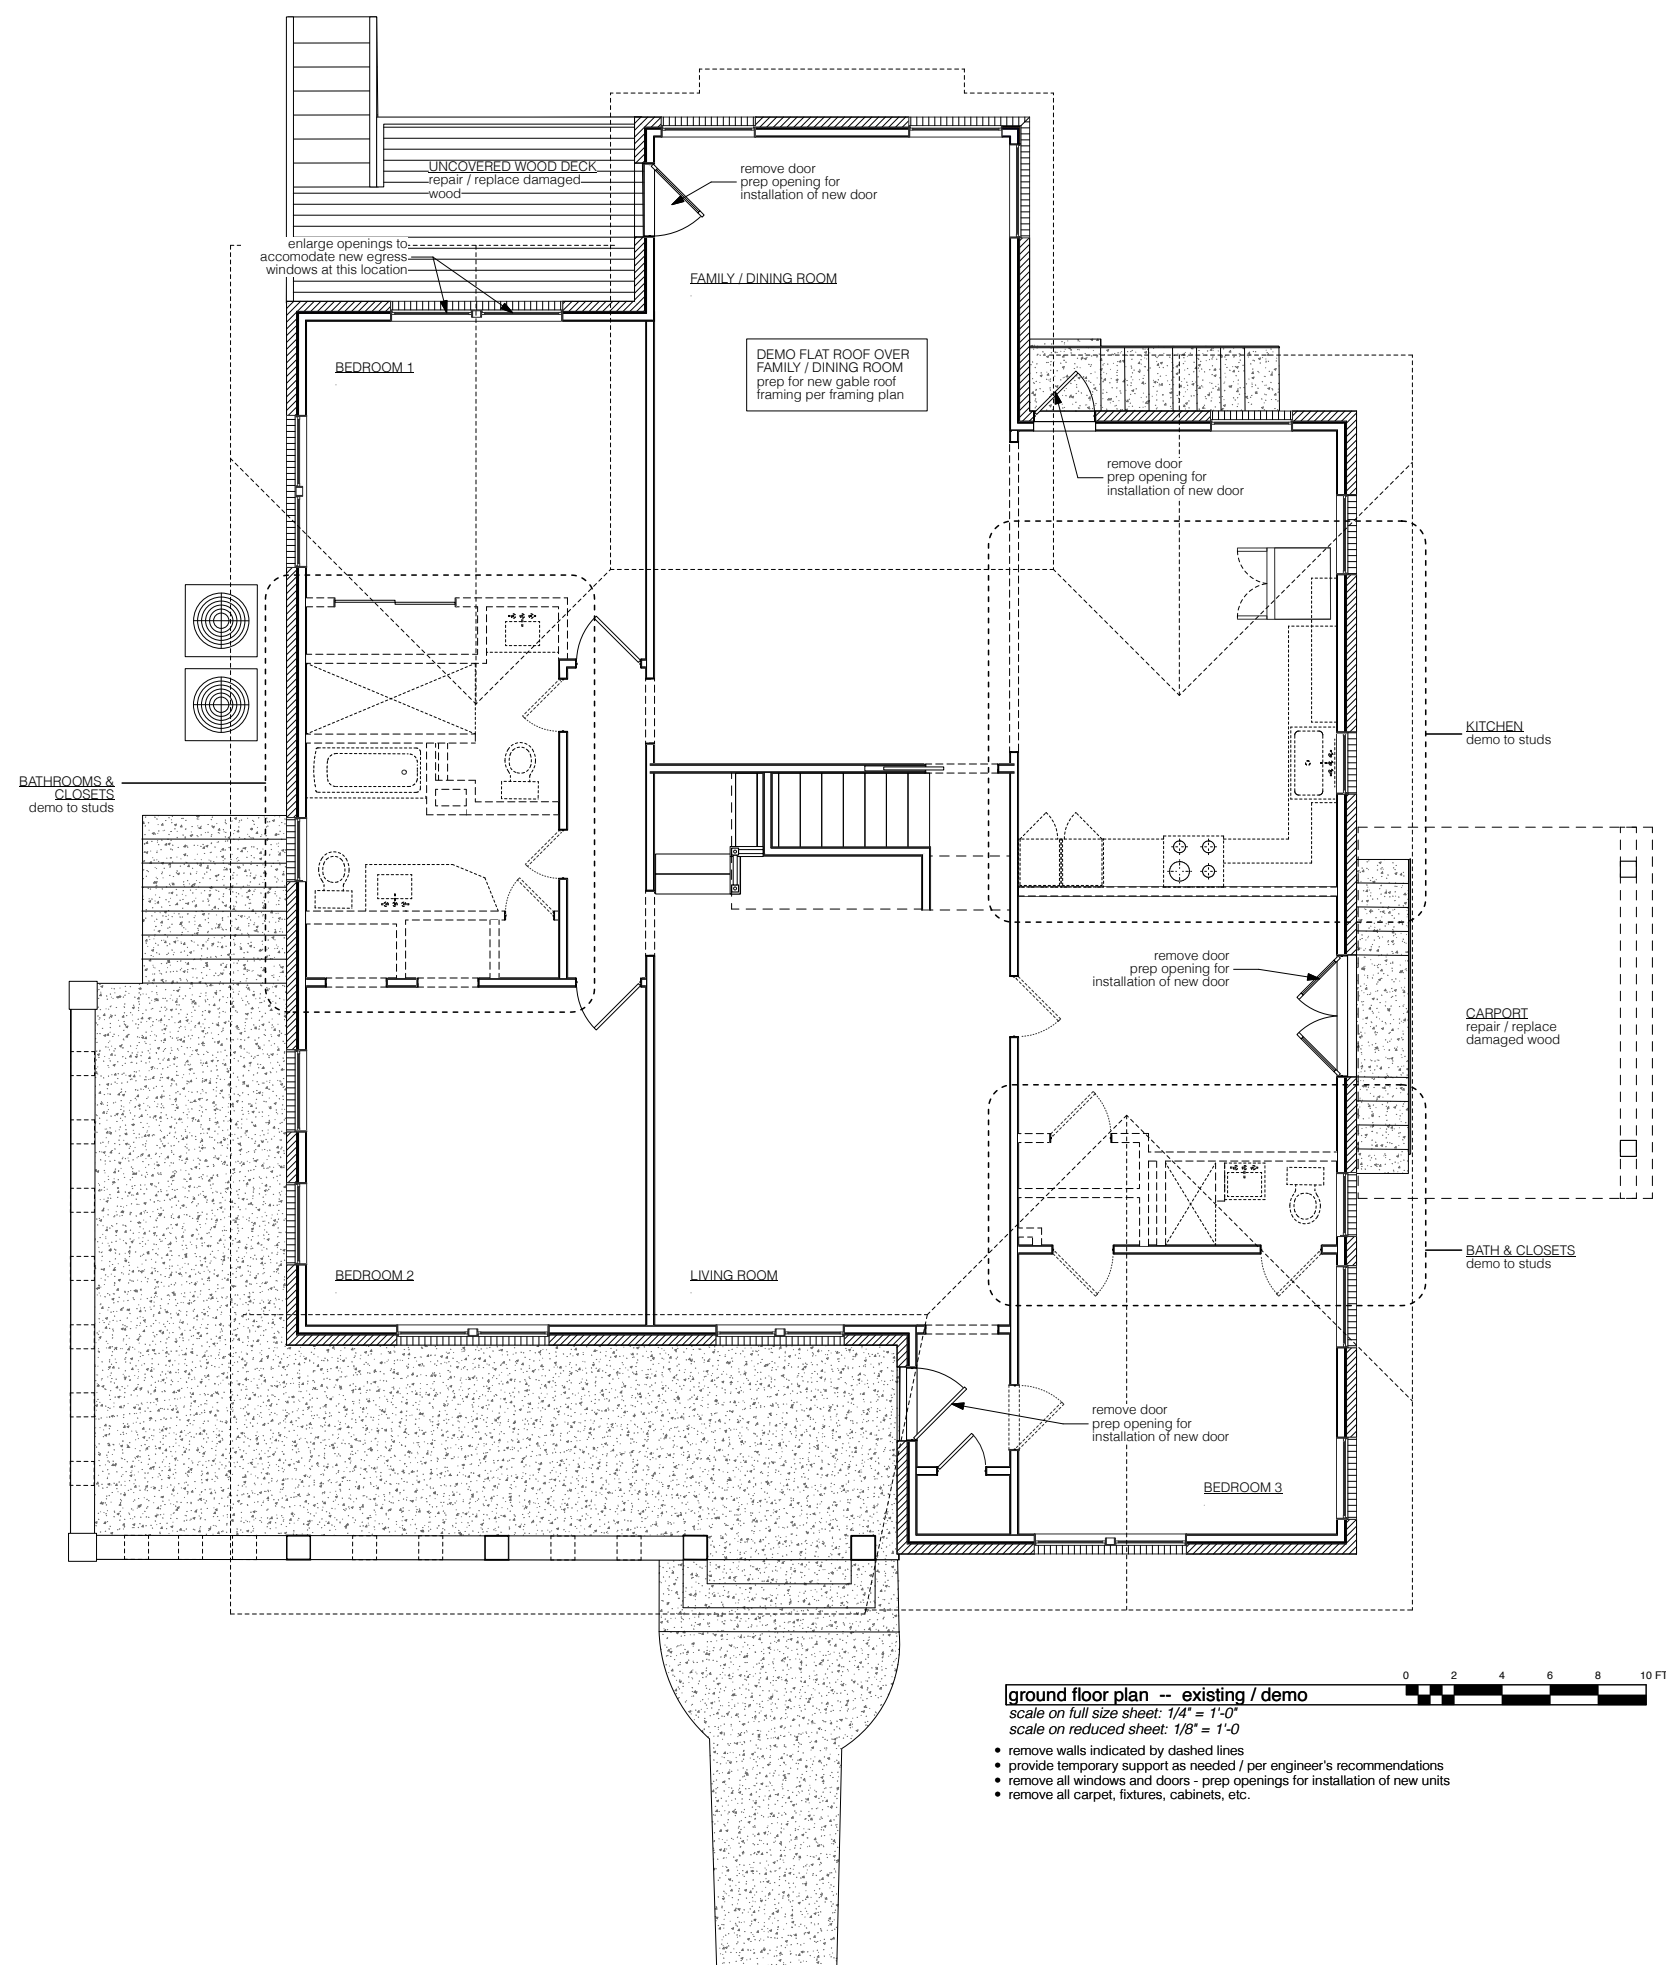 UNCOVERED WOOD DECK
repair / replace damaged
wood
remove door
prep opening for
installation of new door
enlarge openings to
accomodate new egress
windows at this location
FAMILY / DINING ROOM
BEDROOM 1
DEMO FLAT ROOF OVER
FAMILY / DINING ROOM
prep for new gable roof
framing per framing plan
remove door
prep opening for
installation of new door
KITCHEN
demo to studs
BATHROOMS &
CLOSETS
demo to studs
remove door
prep opening for
installation of new door
CARPORT
repair / replace
damaged wood
BATH & CLOSETS
demo to studs
BEDROOM 2
LIVING ROOM
remove door
prep opening for
installation of new door
BEDROOM 3
0 2 4 6 8 10 FT
ground floor plan -- existing / demo
scale on full size sheet: 1/4" = 1'-0"
scale on reduced sheet: 1/8" = 1'-0
• remove walls indicated by dashed lines
• provide temporary support as needed / per engineer's recommendations
• remove all windows and doors - prep openings for installation of new units
• remove all carpet, fixtures, cabinets, etc.